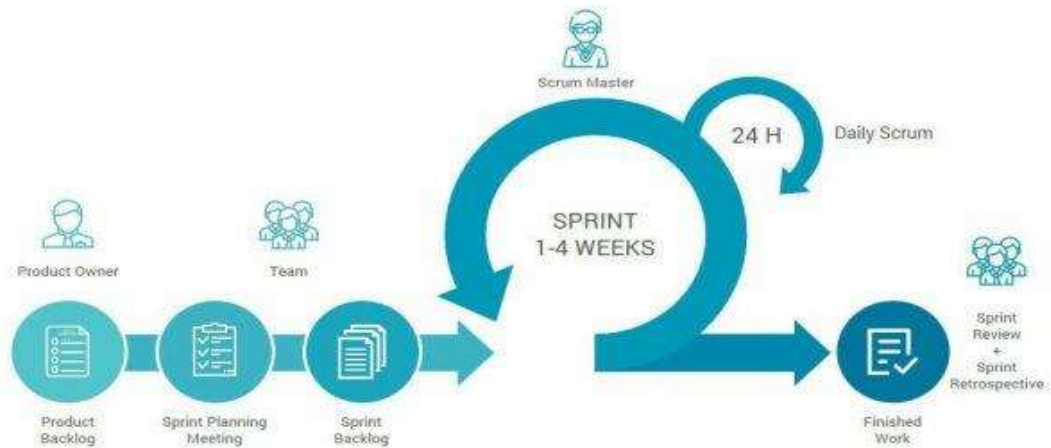 Scrum Master
24 H
Daily Scrum
SPRINT
1-4 WEEKS
Product Owner
Team
Sprint
Review
+
Sprint
Retrospective
Product
Backlog
Sprint Planning
Meeting
Sprint
Backlog
Finished
Work